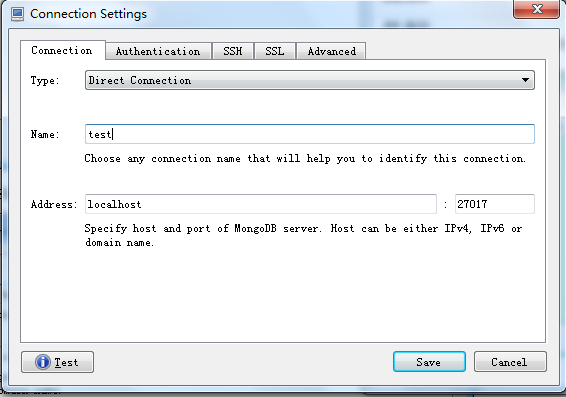 Connection Settings
Connection Authentication SSH SSL Advanced
Type: Direct Connection
Name: test
Choose any connection name that will help you to identify this connection.
Address: localhost : 27017
Specify host and port of MongoDB server. Host can be either IPv4, IPv6 or
domain name.
Test Save Cancel